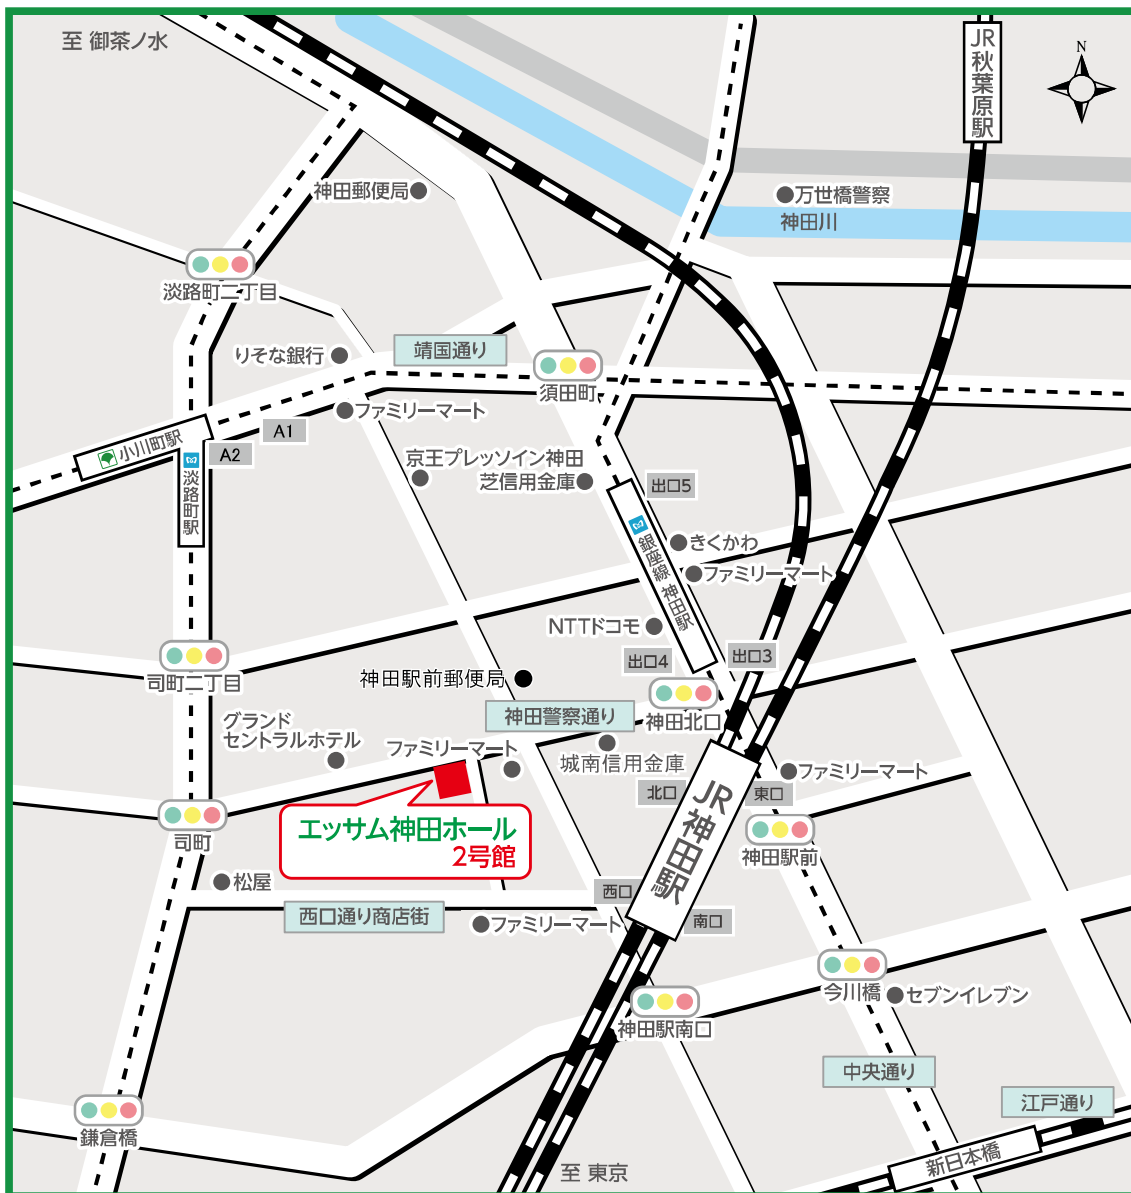 至 御茶ノ水
JR秋葉原駅
N
神田郵便局
万世橋警察
神田川
淡路町二丁目
りそな銀行
靖国通り
須田町
ファミリーマート
A1
小川町駅
A2
淡路町駅
京王プレッソイン神田
芝信用金庫
出口5
銀座線 神田駅
きくかわ
ファミリーマート
NTTドコモ
出口4
出口3
司町二丁目
神田駅前郵便局
神田警察通り
神田北口
グランド
セントラルホテル
ファミリーマート
城南信用金庫
北口
東口
ファミリーマート
JR神田駅
司町
エッサム神田ホール
2号館
神田駅前
松屋
西口
西口通り商店街
ファミリーマート
南口
今川橋
セブンイレブン
神田駅南口
中央通り
江戸通り
鎌倉橋
至 東京
新日本橋